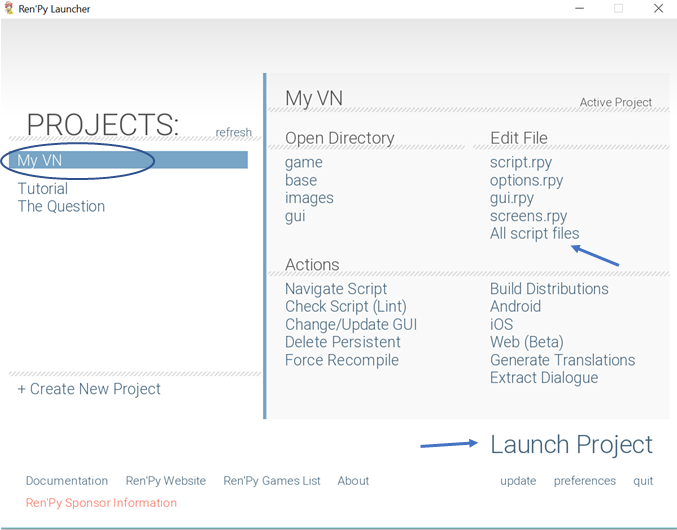 Ren'Py Launcher
PROJECTS:
refresh
My VN
Tutorial
The Question
+ Create New Project
My VN
Active Project
Open Directory
game
base
images
gui
Edit File
script.rpy
options.rpy
gui.rpy
screens.rpy
All script files
Actions
Navigate Script
Check Script (Lint)
Change/Update GUI
Delete Persistent
Force Recompile
Build Distributions
Android
iOS
Web (Beta)
Generate Translations
Extract Dialogue
Launch Project
Documentation Ren'Py Website Ren'Py Games List About
update preferences quit
Ren'Py Sponsor Information